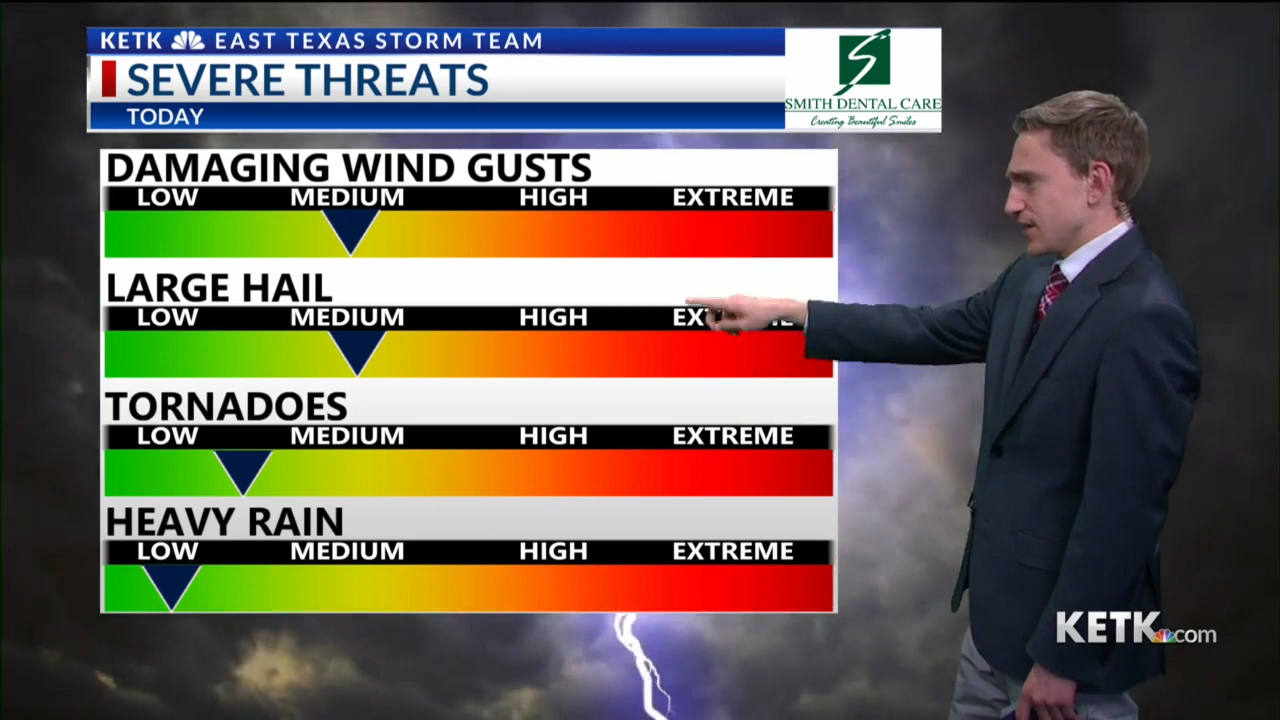 KETK EAST TEXAS STORM TEAM
SEVERE THREATS
TODAY
S
SMITH DENTAL CARE
Creating Beautiful Smiles
DAMAGING WIND GUSTS
LOW MEDIUM HIGH EXTREME
LARGE HAIL
LOW MEDIUM HIGH
TORNADOES
LOW MEDIUM HIGH EXTREME
HEAVY RAIN
LOW MEDIUM HIGH EXTREME
KETK.com